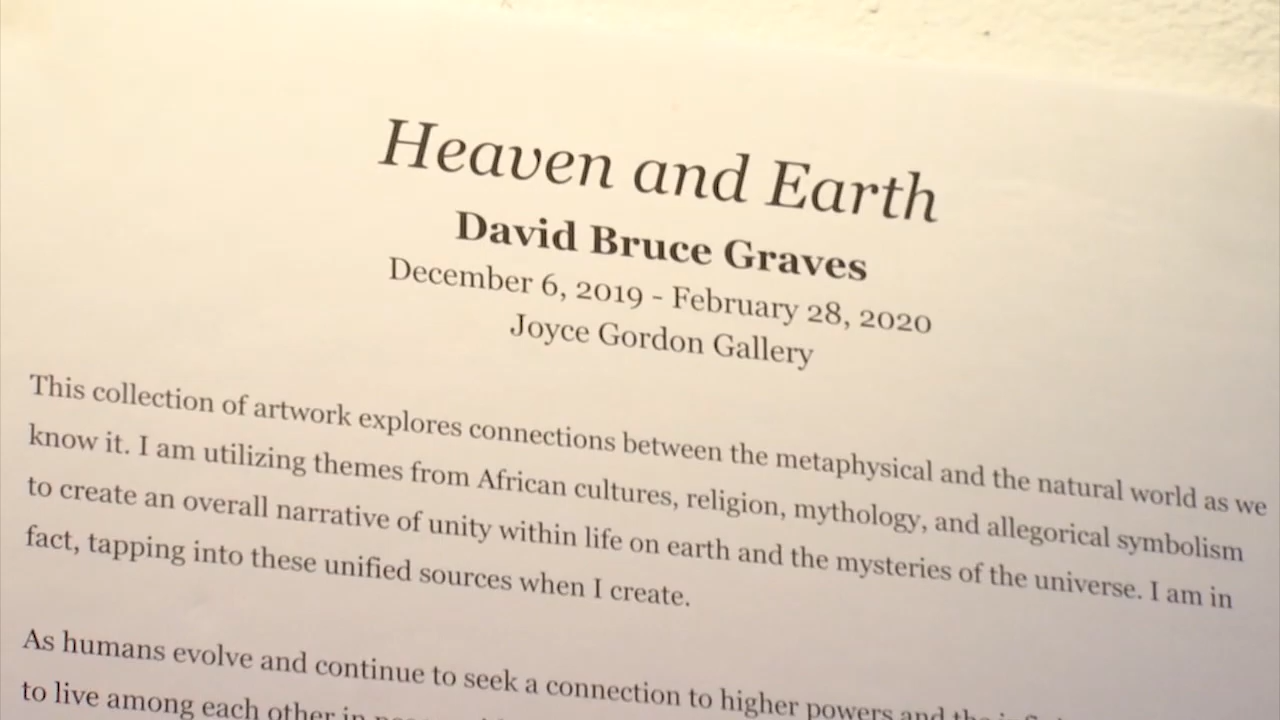 Heaven and Earth
David Bruce Graves
December 6, 2019 - February 28, 2020
Joyce Gordon Gallery
This collection of artwork explores connections between the metaphysical and the natural world as we
know it. I am utilizing themes from African cultures, religion, mythology, and allegorical symbolism
to create an overall narrative of unity within life on earth and the mysteries of the universe. I am in
fact, tapping into these unified sources when I create.
As humans evolve and continue to seek a connection to higher powers and the
to live among each other in